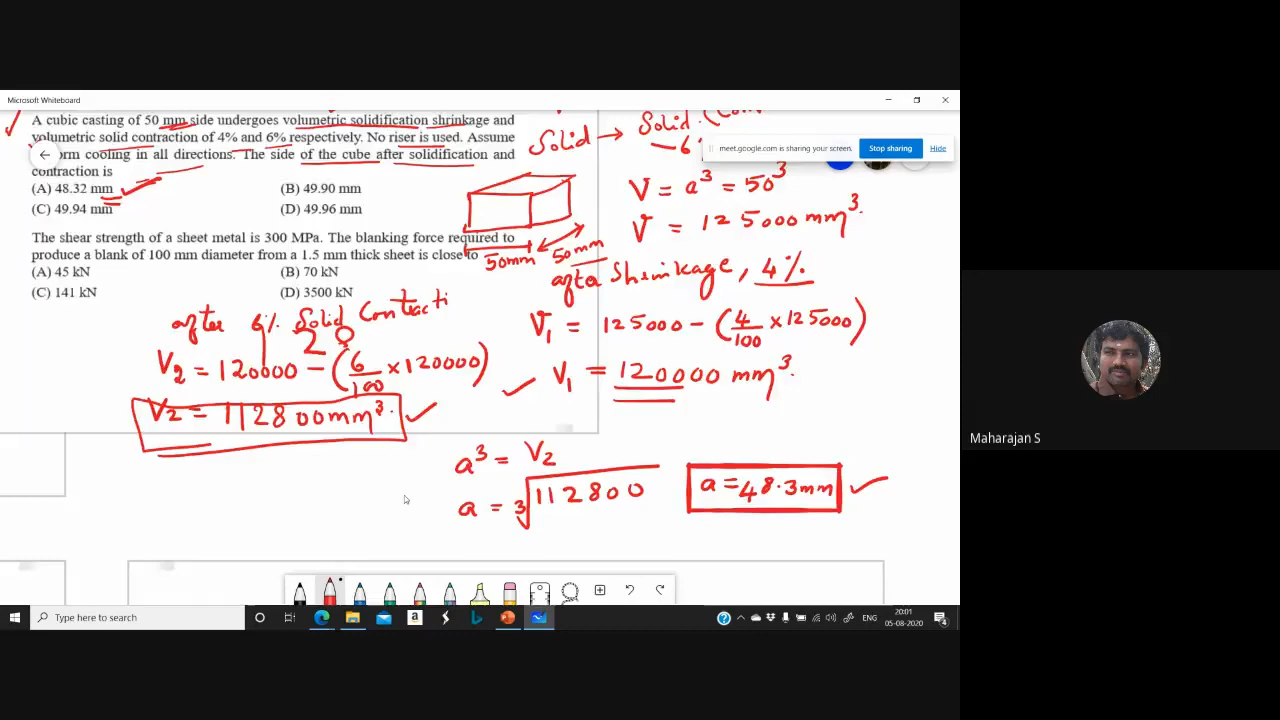 Microsoft Whiteboard
A cubic casting of 50 mm side undergoes volumetric solidification shrinkage and
volumetric solid contraction of 4% and 6% respectively. No riser is used. Assume
cooling in all directions. The side of the cube after solidification and
contraction is
(A) 48.32 mm
(B) 49.90 mm
(C) 49.94 mm
(D) 49.96 mm
The shear strength of a sheet metal is 300 MPa. The blanking force required to
produce a blank of 100 mm diameter from a 1.5 mm thick sheet is close to
(A) 45 kN
(B) 70 kN
(C) 141 kN
(D) 3500 kN
Solid → Solid
meet.google.com is sharing your screen.
Stop sharing
Hide
V = a³ = 50³
V = 125000 mm³.
50mm
50mm
after Shrinkage, 4%
V₁ = 125000 - (4/100 × 125000)
V₁ = 120000 mm³.
after 6% Solid Contracti
V₂ = 120000 - (6/100 × 120000)
V₂ = 112800 mm³.
a³ = V₂
a = ³√112800
a = 48.3mm
Type here to search
ENG
20:01
05-08-2020
Maharajan S